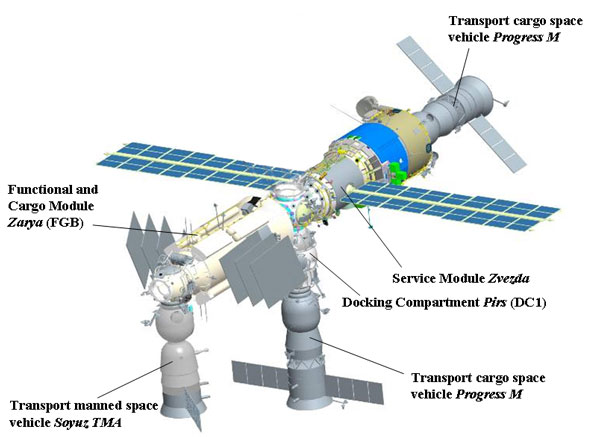 Transport cargo space
vehicle Progress M
Functional and
Cargo Module
Zarya (FGB)
Service Module Zvezda
Docking Compartment Pirs (DC1)
Transport cargo space
vehicle Progress M
Transport manned space
vehicle Soyuz TMA